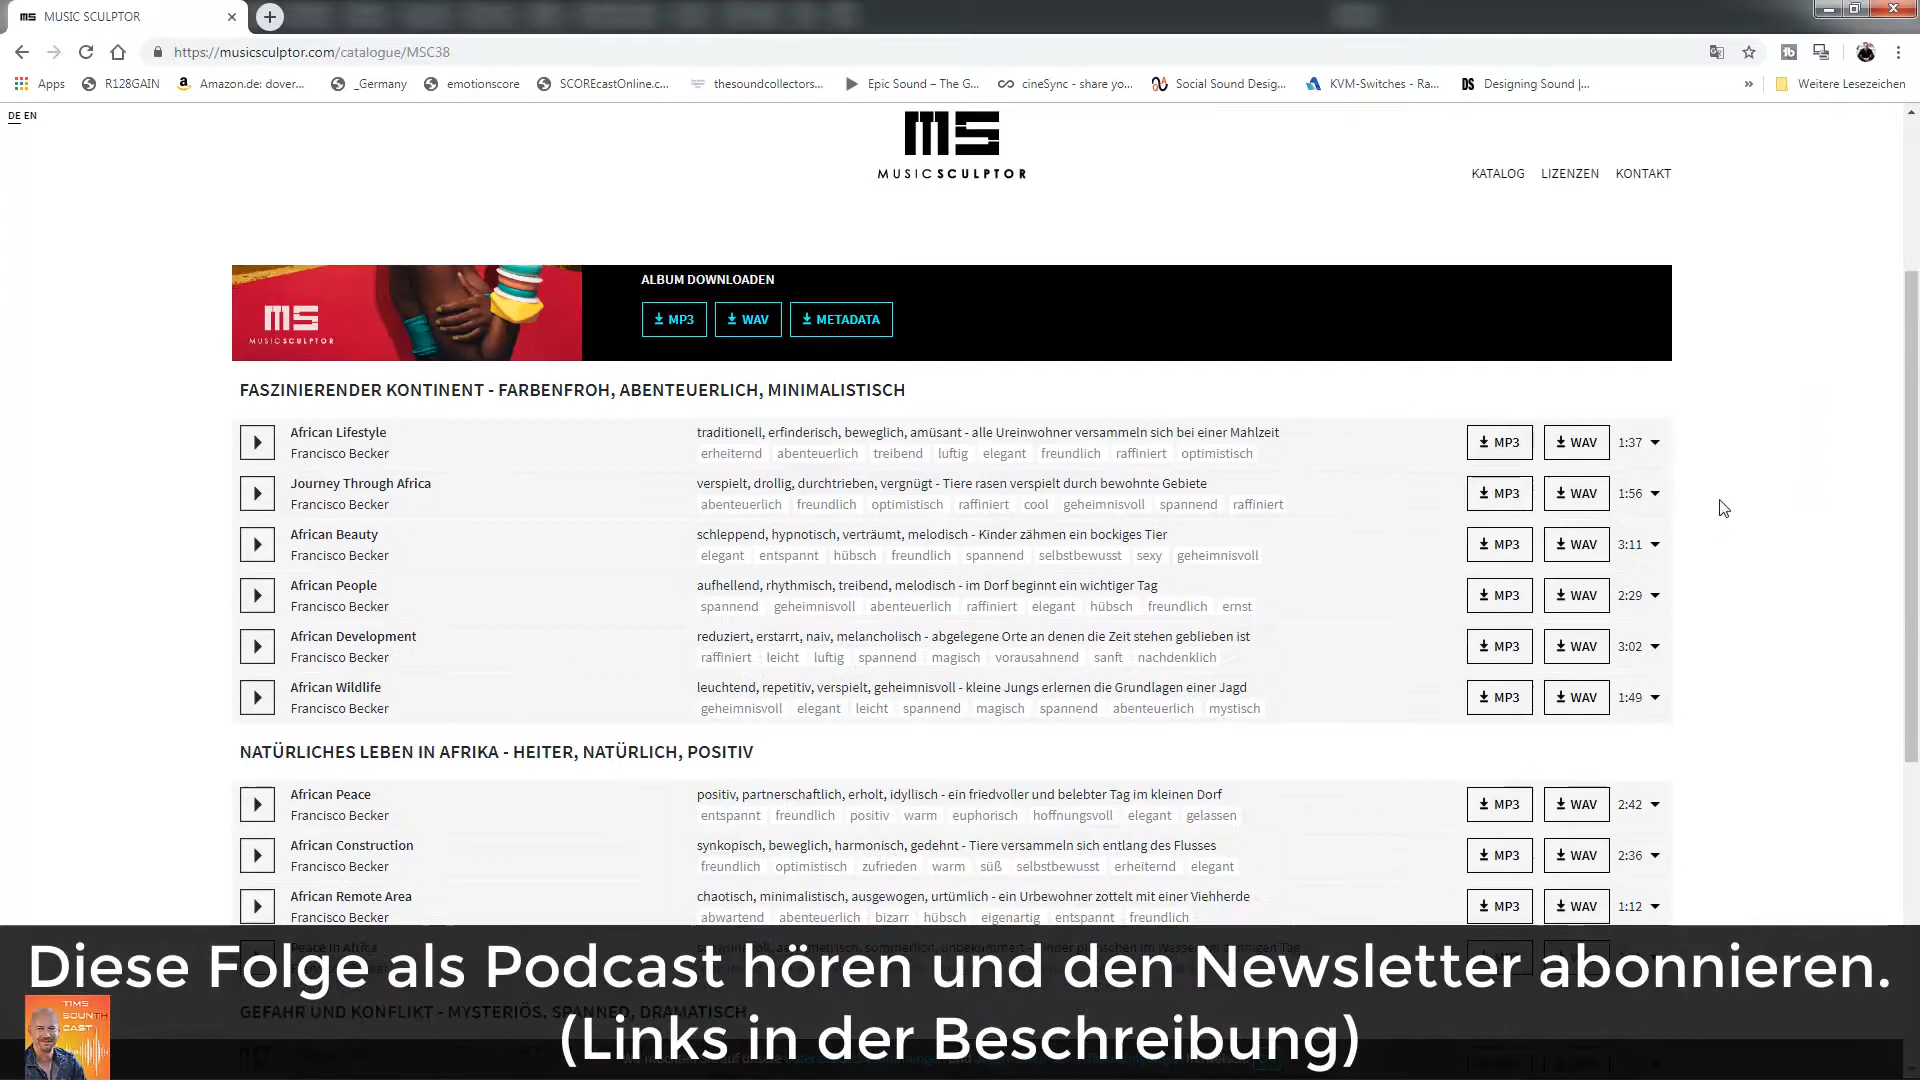 MUSIC SCULPTOR
https://musicsculptor.com/catalogue/MSC38
Apps R128GAIN Amazon.de: dover... _Germany emotionscore SCOREcastOnline.c... thesoundcollectors... Epic Sound – The G... cineSync - share yo... Social Sound Desig... KVM-Switches - Ra... Designing Sound |... » Weitere Lesezeichen
DE EN
MS
MUSICSCULPTOR
KATALOG LIZENZEN KONTAKT
MS
MUSICSCULPTOR
ALBUM DOWNLOADEN
MP3 WAV METADATA
FASZINIERENDER KONTINENT - FARBENFROH, ABENTEUERLICH, MINIMALISTISCH
African Lifestyle traditionell, erfinderisch, beweglich, amüsant - alle Ureinwohner versammeln sich bei einer Mahlzeit MP3 WAV 1:37
Francisco Becker erheiternd abenteuerlich treibend luftig elegant freundlich raffiniert optimistisch
Journey Through Africa verspielt, drollig, durchtrieben, vergnügt - Tiere rasen verspielt durch bewohnte Gebiete MP3 WAV 1:56
Francisco Becker abenteuerlich freundlich optimistisch raffiniert cool geheimnisvoll spannend raffiniert
African Beauty schleppend, hypnotisch, verträumt, melodisch - Kinder zähmen ein bockiges Tier MP3 WAV 3:11
Francisco Becker elegant entspannt hübsch freundlich spannend selbstbewusst sexy geheimnisvoll
African People aufhellend, rhythmisch, treibend, melodisch - im Dorf beginnt ein wichtiger Tag MP3 WAV 2:29
Francisco Becker spannend geheimnisvoll abenteuerlich raffiniert elegant hübsch freundlich ernst
African Development reduziert, erstarrt, naiv, melancholisch - abgelegene Orte an denen die Zeit stehen geblieben ist MP3 WAV 3:02
Francisco Becker raffiniert leicht luftig spannend magisch vorausahnend sanft nachdenklich
African Wildlife leuchtend, repetitiv, verspielt, geheimnisvoll - kleine Jungs erlernen die Grundlagen einer Jagd MP3 WAV 1:49
Francisco Becker geheimnisvoll elegant leicht spannend magisch spannend abenteuerlich mystisch
NATÜRLICHES LEBEN IN AFRIKA - HEITER, NATÜRLICH, POSITIV
African Peace positiv, partnerschaftlich, erholt, idyllisch - ein friedvoller und belebter Tag im kleinen Dorf MP3 WAV 2:42
Francisco Becker entspannt freundlich positiv warm euphorisch hoffnungsvoll elegant gelassen
African Construction synkopisch, beweglich, harmonisch, gedehnt - Tiere versammeln sich entlang des Flusses MP3 WAV 2:36
Francisco Becker freundlich optimistisch zufrieden warm süß selbstbewusst erheiternd elegant
African Remote Area chaotisch, minimalistisch, ausgewogen, urtümlich - ein Urbewohner zottelt mit einer Viehherde MP3 WAV 1:12
Francisco Becker abwartend abenteuerlich bizarr hübsch eigenartig entspannt freundlich
Peace in Afrika
Diese Folge als Podcast hören und den Newsletter abonnieren.
GEFAHR UND KONFLIKT - MYSTERIÖS, SPANNED, DRAMATISCH
TIMS
SOUNTH
CAST
(Links in der Beschreibung)